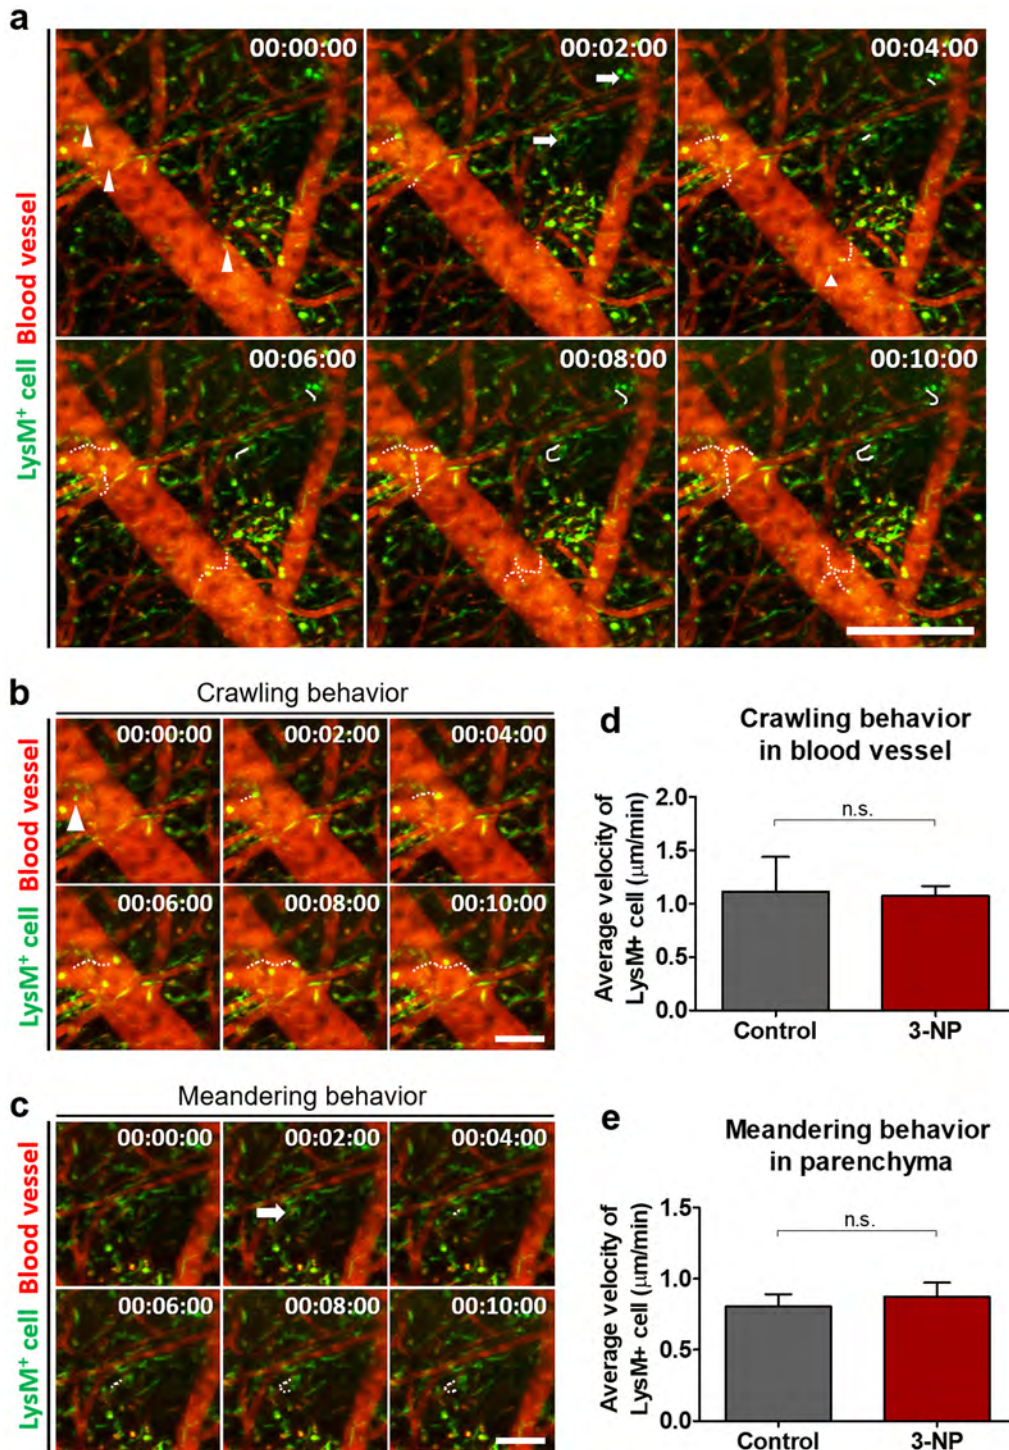 a
LysM⁺ cell Blood vessel
00:00:00
00:02:00
00:04:00
00:06:00
00:08:00
00:10:00
b
Crawling behavior
LysM⁺ cell Blood vessel
00:00:00
00:02:00
00:04:00
00:06:00
00:08:00
00:10:00
c
Meandering behavior
LysM⁺ cell Blood vessel
00:00:00
00:02:00
00:04:00
00:06:00
00:08:00
00:10:00
d
Crawling behavior
in blood vessel
Average velocity of
LysM+ cell (μm/min)
2.0
1.5
1.0
0.5
0.0
n.s.
Control
3-NP
e
Meandering behavior
in parenchyma
Average velocity of
LysM+ cell (μm/min)
1.5
1.0
0.5
0.0
n.s.
Control
3-NP